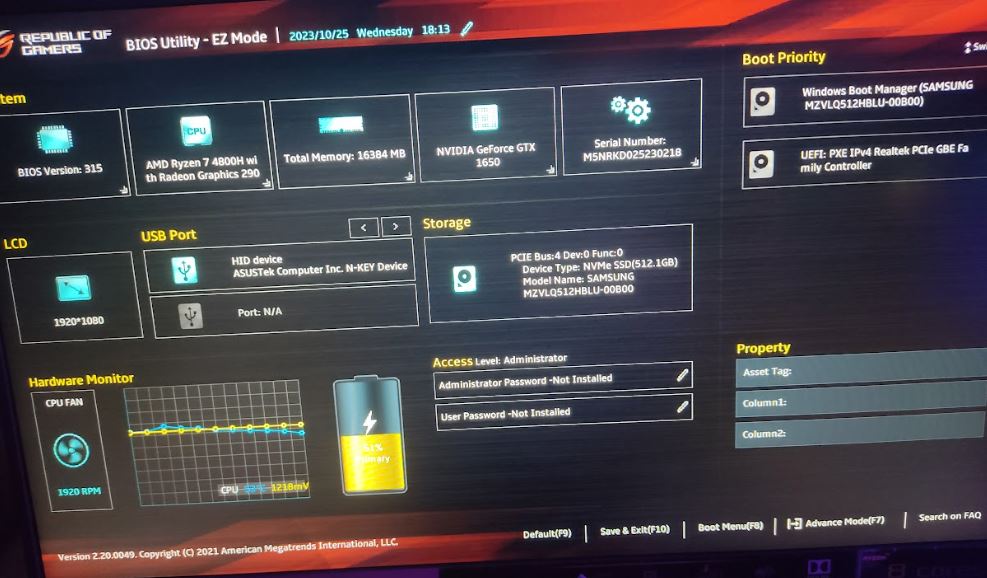 REPUBLIC OF
GAMERS
BIOS Utility - EZ Mode
2023/10/25 Wednesday 18:13
Boot Priority
BIOS Version: 315
CPU
AMD Ryzen 7 4800H wi
th Radeon Graphics 290
Total Memory: 16384 MB
NVIDIA GeForce GTX
1650
Serial Number:
M5NRKD025230218
Windows Boot Manager (SAMSUNG
MZVLQ512HBLU-00B00)
UEFI: PXE IPv4 Realtek PCIe GBE Fa
mily Controller
LCD
1920*1080
USB Port
< >
HID device
ASUSTek Computer Inc. N-KEY Device
Port: N/A
Storage
PCIE Bus:4 Dev:0 Func:0
Device Type: NVMe SSD(512.1GB)
Model Name: SAMSUNG
MZVLQ512HBLU-00B00
Hardware Monitor
CPU FAN
1920 RPM
CPU
1218mV
51%
Primary
Access Level: Administrator
Administrator Password -Not Installed
User Password -Not Installed
Property
Asset Tag:
Column1:
Column2:
Default(F9)
Save & Exit(F10)
Boot Menu(F8)
Advance Mode(F7)
Search on FAQ
Version 2.20.0049. Copyright (C) 2021 American Megatrends International, LLC.